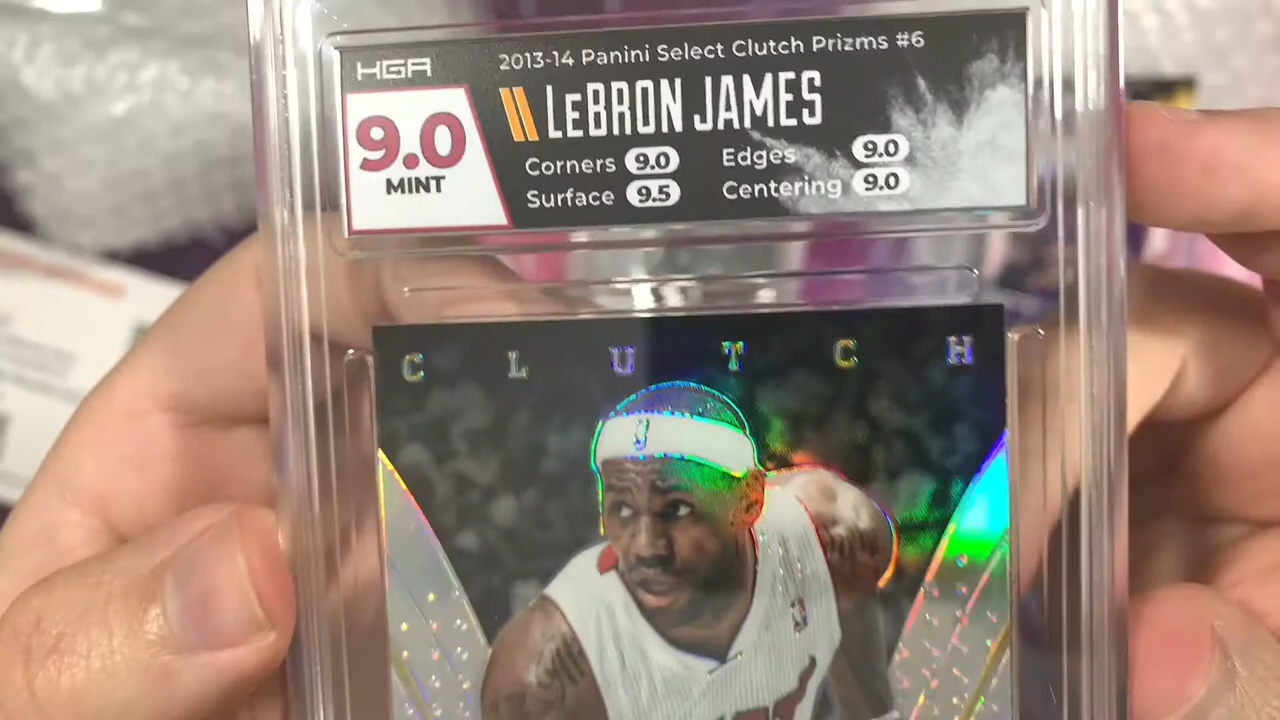 HGA
2013-14 Panini Select Clutch Prizms #6
LeBRON JAMES
9.0
MINT
Corners 9.0 Edges 9.0
Surface 9.5 Centering 9.0
C L U T C H